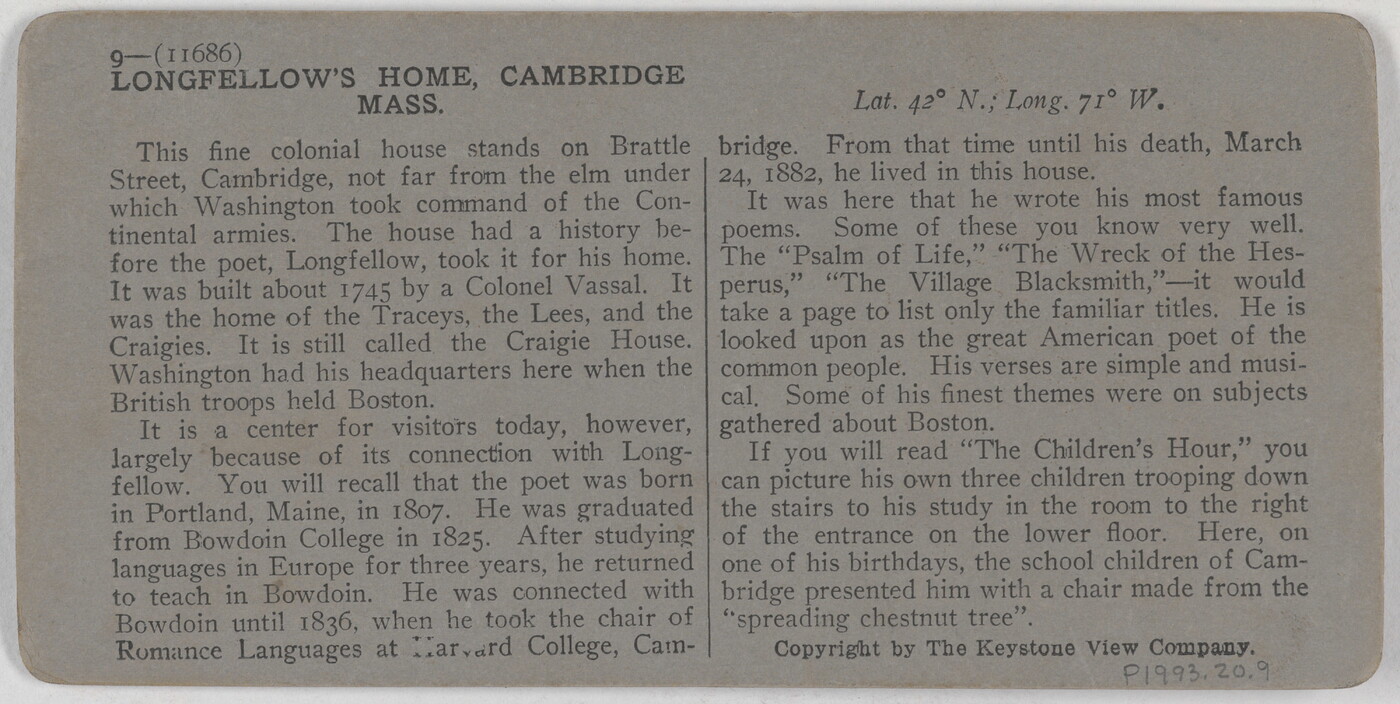 9—(11686)
LONGFELLOW'S HOME, CAMBRIDGE
MASS.
Lat. 42° N.; Long. 71° W.
This fine colonial house stands on Brattle
Street, Cambridge, not far from the elm under
which Washington took command of the Con-
tinental armies. The house had a history be-
fore the poet, Longfellow, took it for his home.
It was built about 1745 by a Colonel Vassal. It
was the home of the Traceys, the Lees, and the
Craigies. It is still called the Craigie House.
Washington had his headquarters here when the
British troops held Boston.
It is a center for visitors today, however,
largely because of its connection with Long-
fellow. You will recall that the poet was born
in Portland, Maine, in 1807. He was graduated
from Bowdoin College in 1825. After studying
languages in Europe for three years, he returned
to teach in Bowdoin. He was connected with
Bowdoin until 1836, when he took the chair of
Romance Languages at Harvard College, Cam-
bridge. From that time until his death, March
24, 1882, he lived in this house.
It was here that he wrote his most famous
poems. Some of these you know very well.
The "Psalm of Life," "The Wreck of the Hes-
perus," "The Village Blacksmith,"—it would
take a page to list only the familiar titles. He is
looked upon as the great American poet of the
common people. His verses are simple and musi-
cal. Some of his finest themes were on subjects
gathered about Boston.
If you will read "The Children's Hour," you
can picture his own three children trooping down
the stairs to his study in the room to the right
of the entrance on the lower floor. Here, on
one of his birthdays, the school children of Cam-
bridge presented him with a chair made from the
"spreading chestnut tree".
Copyright by The Keystone View Company.
P1993.20.9